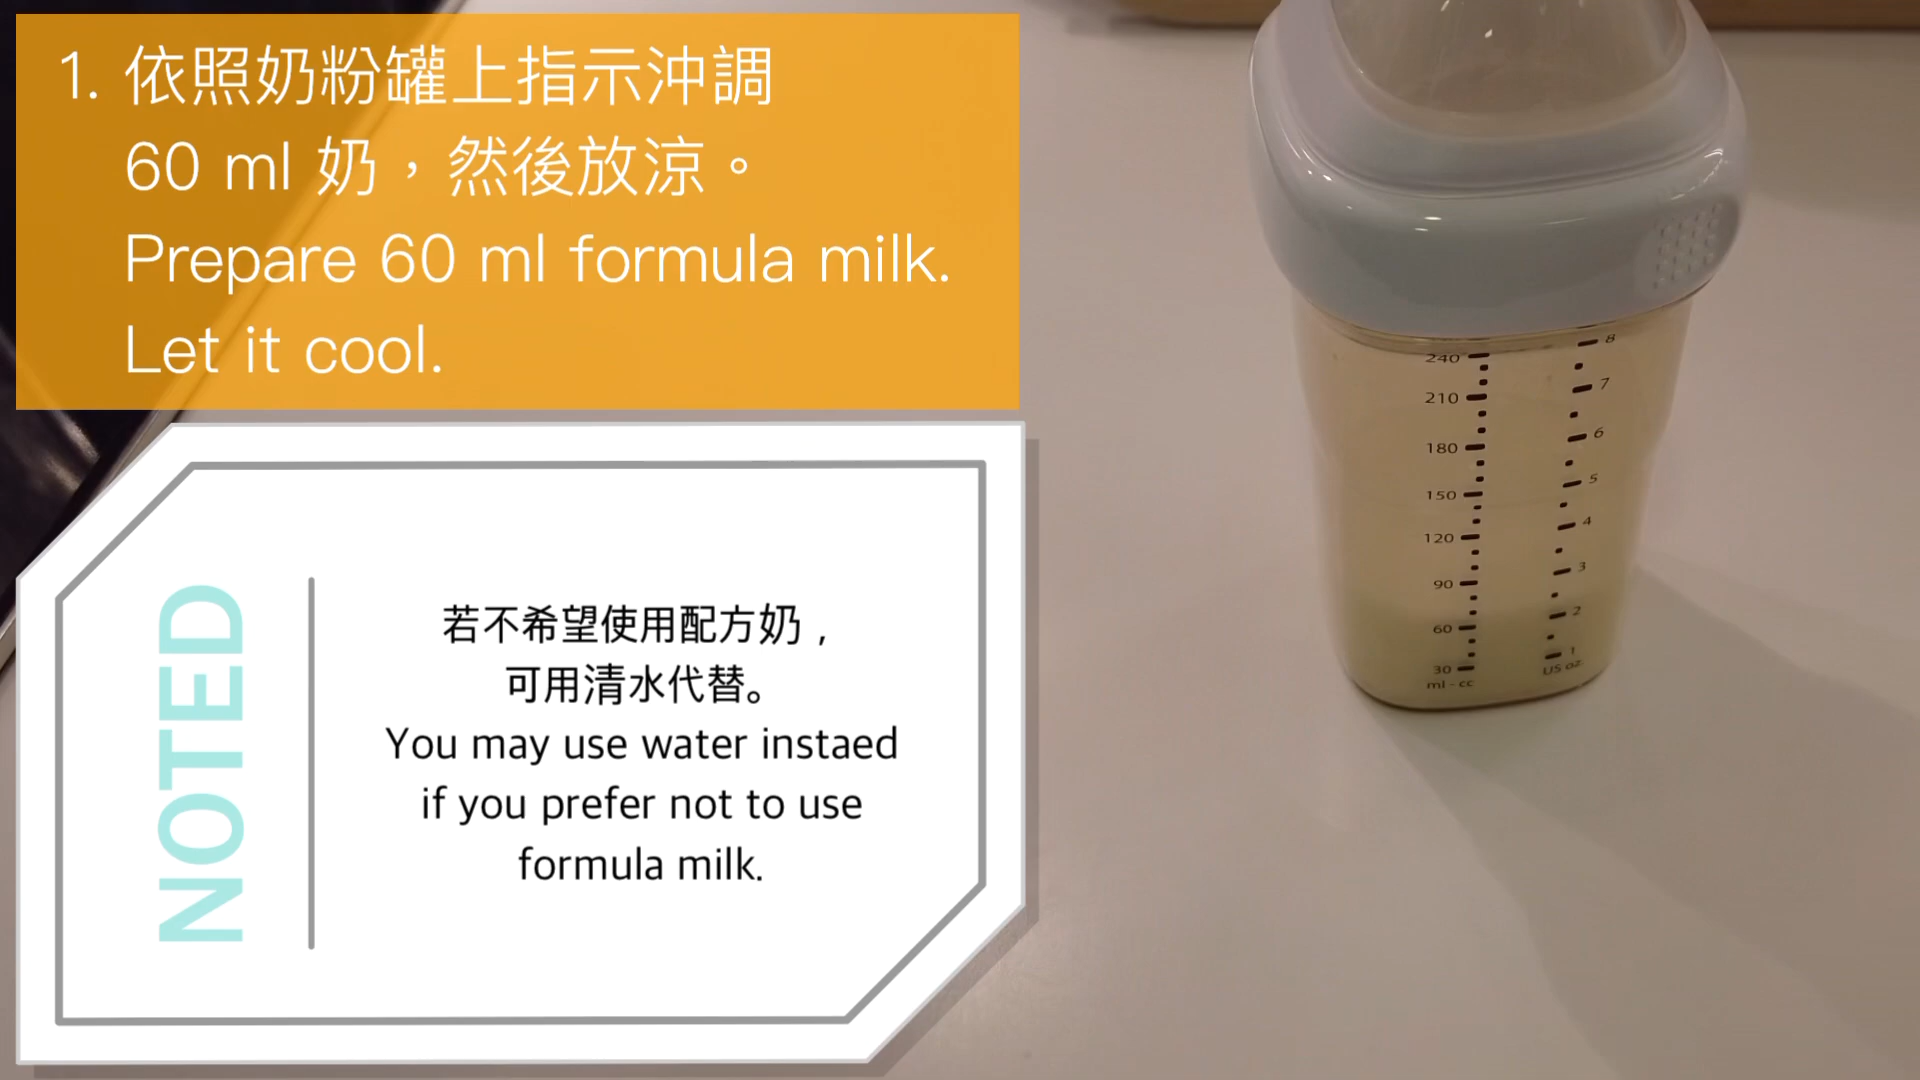 1. 依照奶粉罐上指示沖調
60 ml 奶，然後放涼。
Prepare 60 ml formula milk.
Let it cool.
NOTED
若不希望使用配方奶，
可用清水代替。
You may use water instaed
if you prefer not to use
formula milk.
240
210
180
150
120
90
60
30
ml - cc
8
7
6
5
4
3
2
1
US oz.